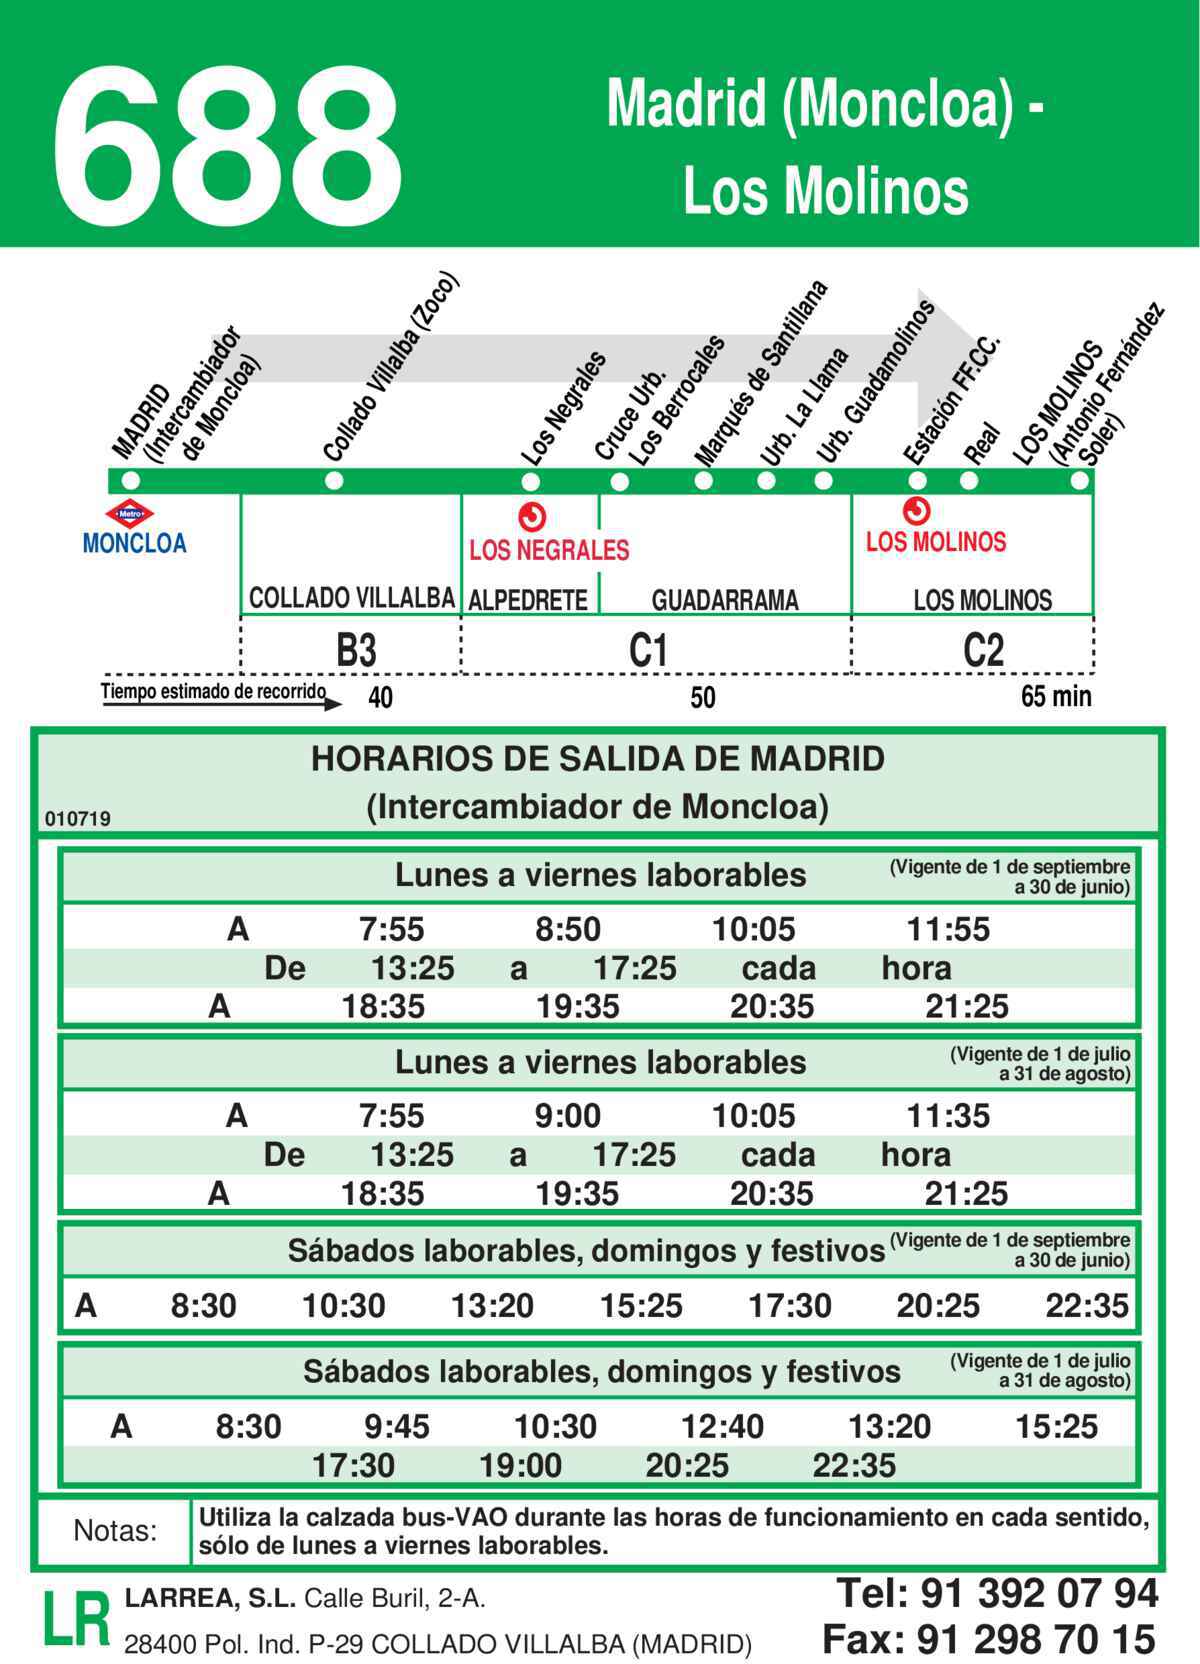 688
Madrid (Moncloa) -
Los Molinos
MADRID
(Intercambiador
de Moncloa)
Collado Villalba (Zoco)
Los Negrales
Cruce Urb.
Los Berrocales
Marqués de Santillana
Urb. La Llama
Urb. Guadamolinos
Estación FF.CC.
Real
LOS MOLINOS
(Antonio Fernández
Soler)
Metro
MONCLOA
LOS NEGRALES
LOS MOLINOS
COLLADO VILLALBA ALPEDRETE GUADARRAMA LOS MOLINOS
B3 C1 C2
Tiempo estimado de recorrido 40 50 65 min
HORARIOS DE SALIDA DE MADRID
(Intercambiador de Moncloa)
010719
Lunes a viernes laborables (Vigente de 1 de septiembre
a 30 de junio)
A 7:55 8:50 10:05 11:55
De 13:25 a 17:25 cada hora
A 18:35 19:35 20:35 21:25
Lunes a viernes laborables (Vigente de 1 de julio
a 31 de agosto)
A 7:55 9:00 10:05 11:35
De 13:25 a 17:25 cada hora
A 18:35 19:35 20:35 21:25
Sábados laborables, domingos y festivos (Vigente de 1 de septiembre
a 30 de junio)
A 8:30 10:30 13:20 15:25 17:30 20:25 22:35
Sábados laborables, domingos y festivos (Vigente de 1 de julio
a 31 de agosto)
A 8:30 9:45 10:30 12:40 13:20 15:25
17:30 19:00 20:25 22:35
Notas: Utiliza la calzada bus-VAO durante las horas de funcionamiento en cada sentido,
sólo de lunes a viernes laborables.
LR LARREA, S.L. Calle Buril, 2-A.
28400 Pol. Ind. P-29 COLLADO VILLALBA (MADRID)
Tel: 91 392 07 94
Fax: 91 298 70 15